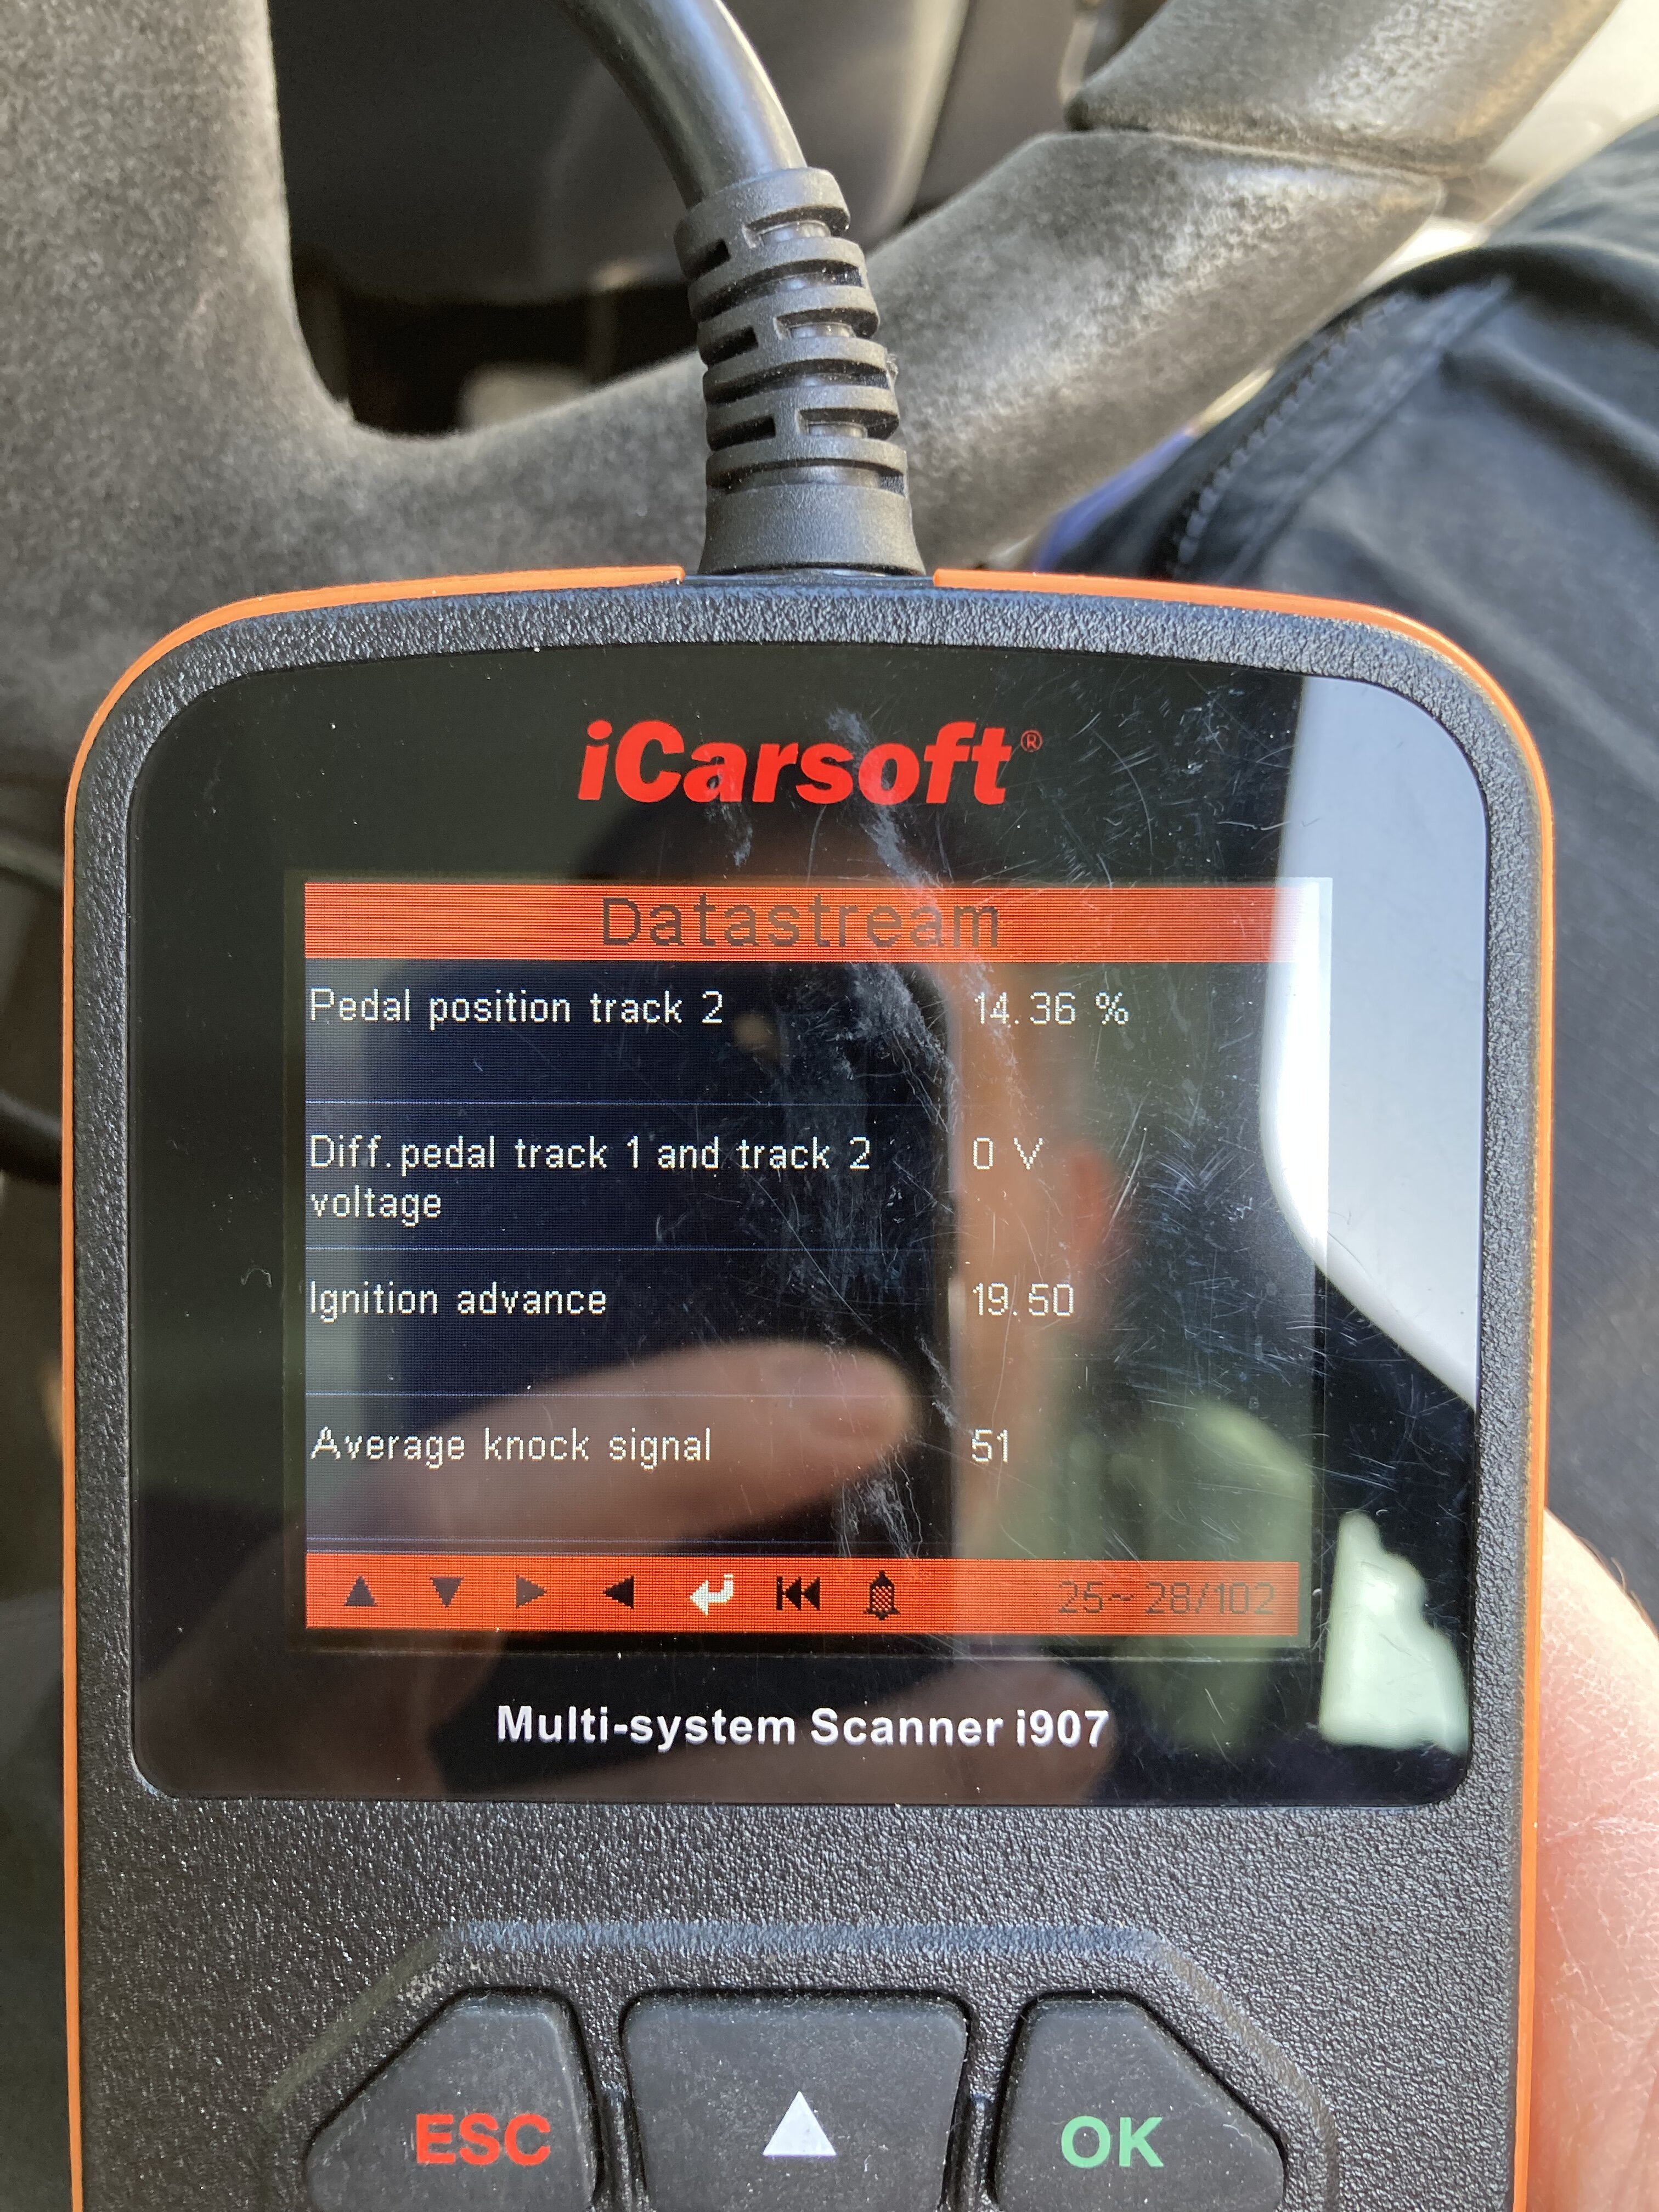 iCarsoft®
Datastream
Pedal position track 2 14.36 %
Diff.pedal track 1 and track 2 0 V
voltage
Ignition advance 19.50
Average knock signal 51
25~28/102
Multi-system Scanner i907
ESC OK